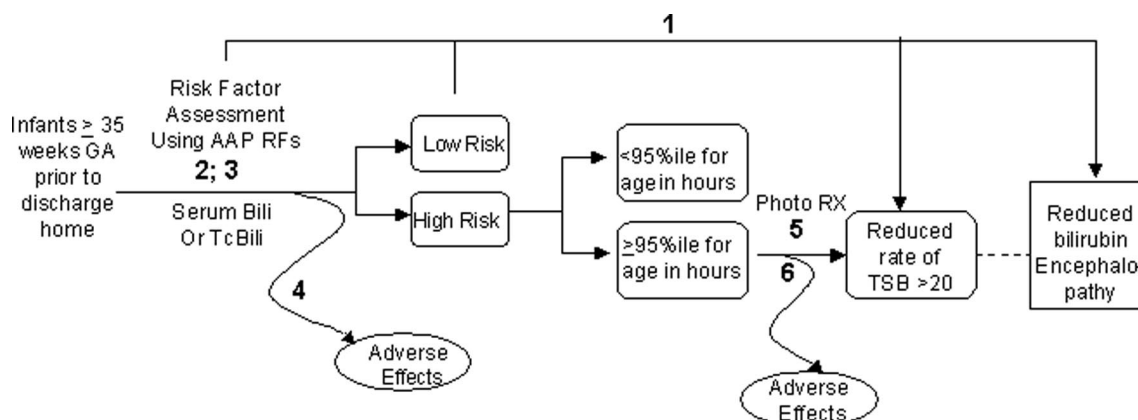 1
Risk Factor
Assessment
Using AAP RFs
2; 3
Serum Bili
Or TcBili
Infants ≥ 35
weeks GA
prior to
discharge
home
Low Risk
High Risk
<95%ile for
age in hours
≥95%ile for
age in hours
Photo RX
5
6
Reduced
rate of
TSB >20
Reduced
bilirubin
Encephalo
pathy
4
Adverse
Effects
Adverse
Effects